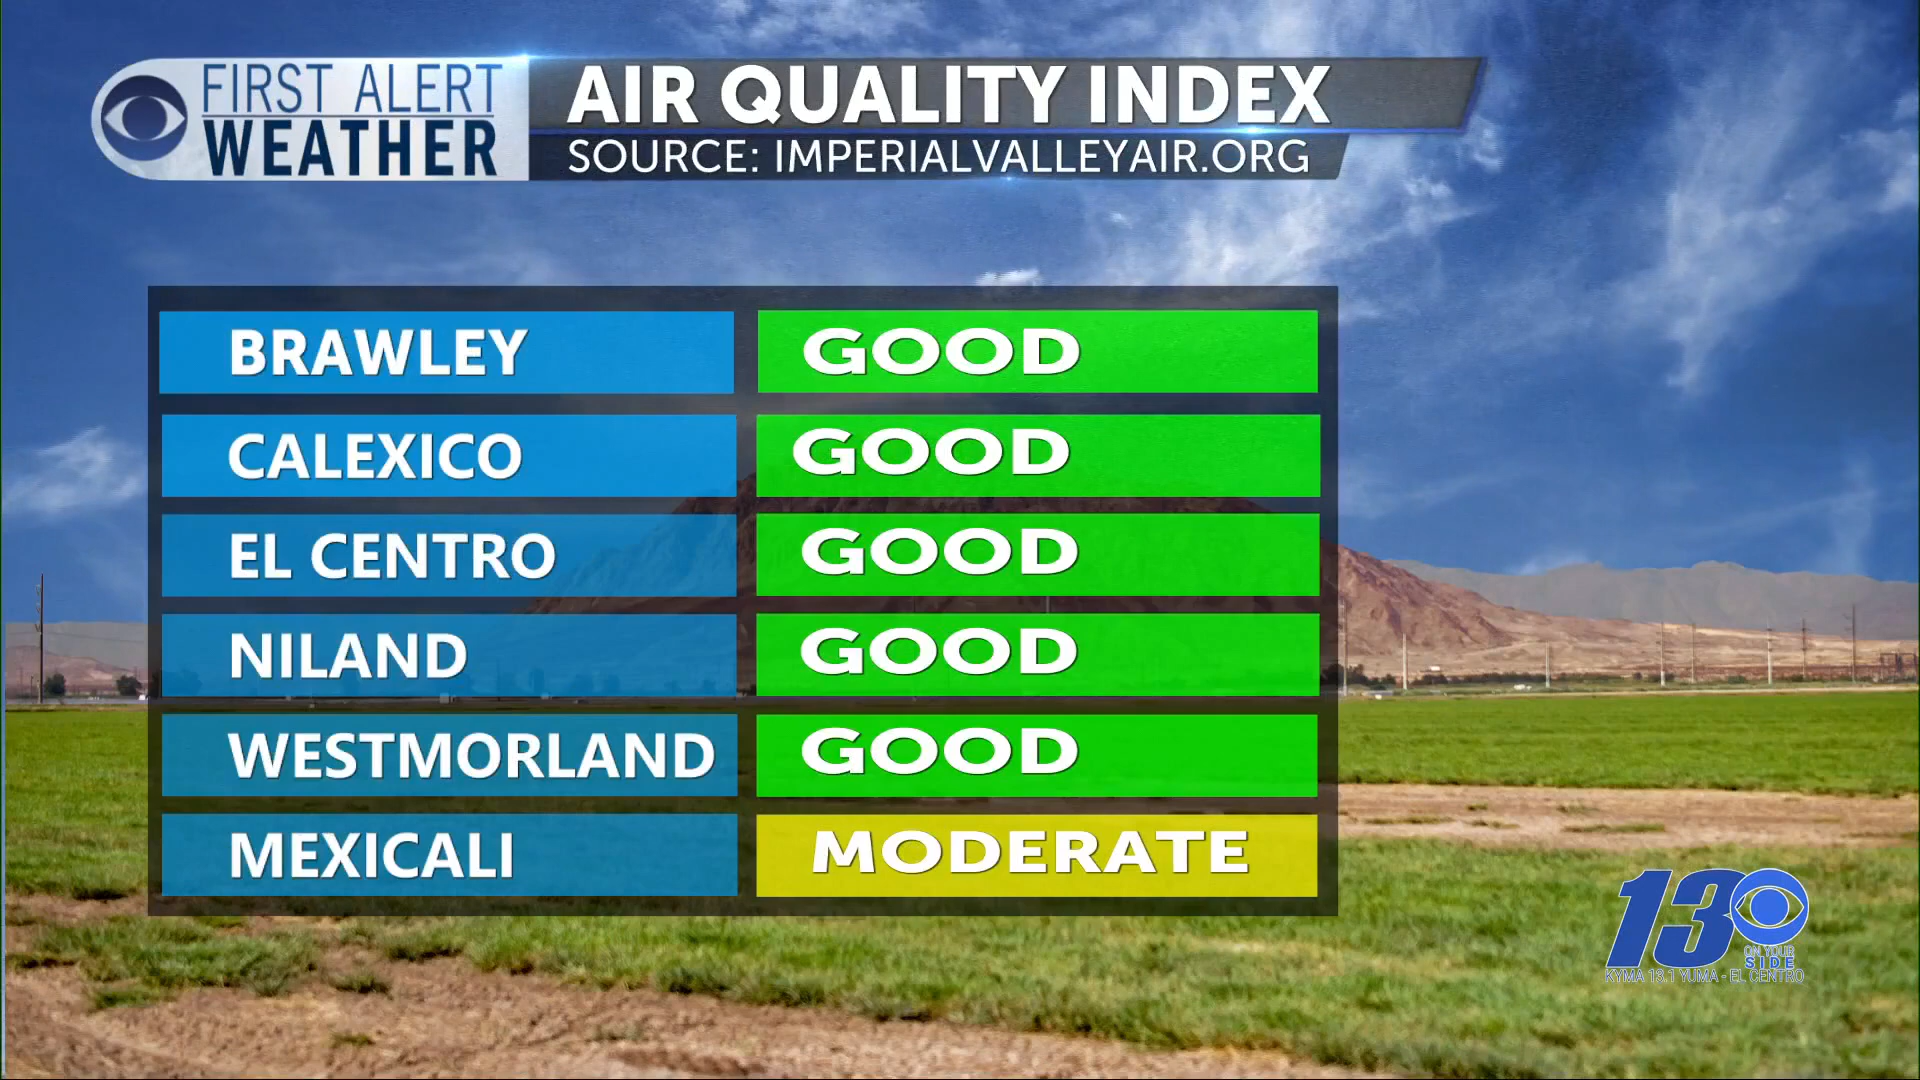 FIRST ALERT
WEATHER
AIR QUALITY INDEX
SOURCE: IMPERIALVALLEYAIR.ORG
BRAWLEY GOOD
CALEXICO GOOD
EL CENTRO GOOD
NILAND GOOD
WESTMORLAND GOOD
MEXICALI MODERATE
13
ON YOUR
SIDE
KYMA 13.1 YUMA - EL CENTRO